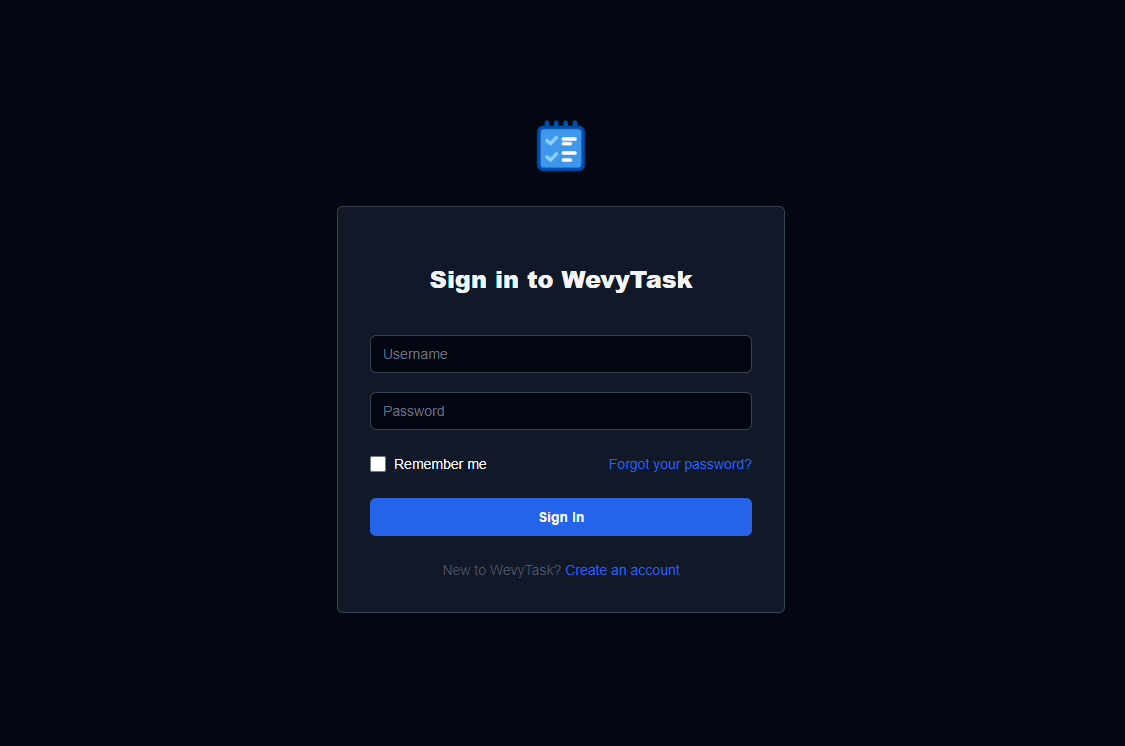 Sign in to WevyTask
Username
Password
Remember me
Forgot your password?
Sign In
New to WevyTask? Create an account